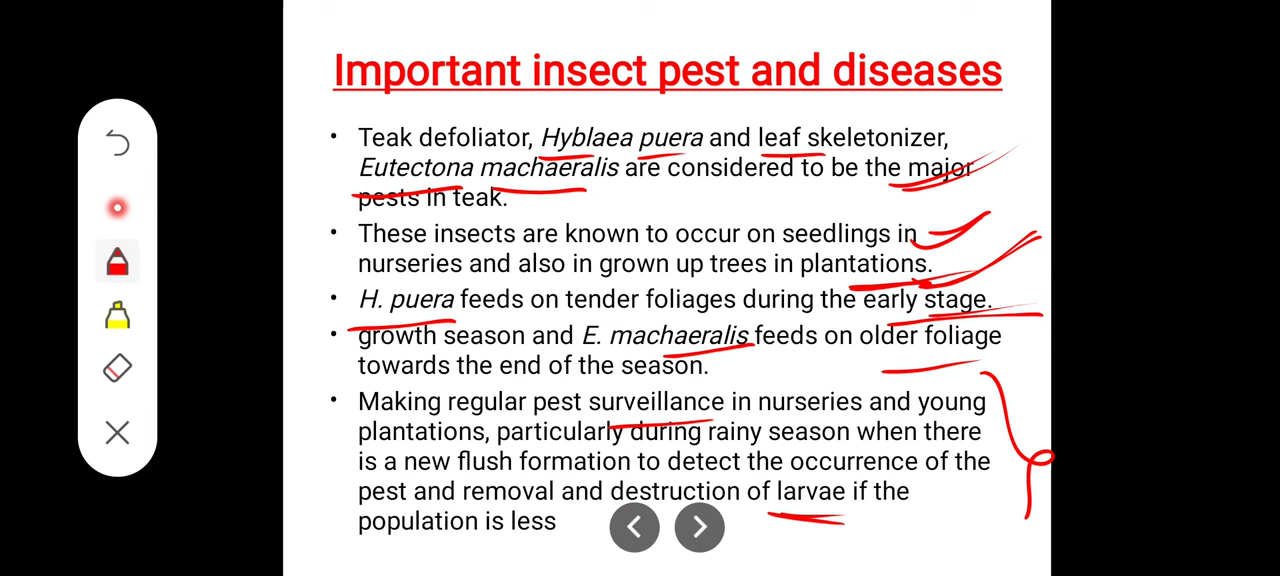 Important insect pest and diseases
• Teak defoliator, Hyblaea puera and leaf skeletonizer,
Eutectona machaeralis are considered to be the major
pests in teak.
• These insects are known to occur on seedlings in
nurseries and also in grown up trees in plantations.
• H. puera feeds on tender foliages during the early stage.
• growth season and E. machaeralis feeds on older foliage
towards the end of the season.
• Making regular pest surveillance in nurseries and young
plantations, particularly during rainy season when there
is a new flush formation to detect the occurrence of the
pest and removal and destruction of larvae if the
population is less